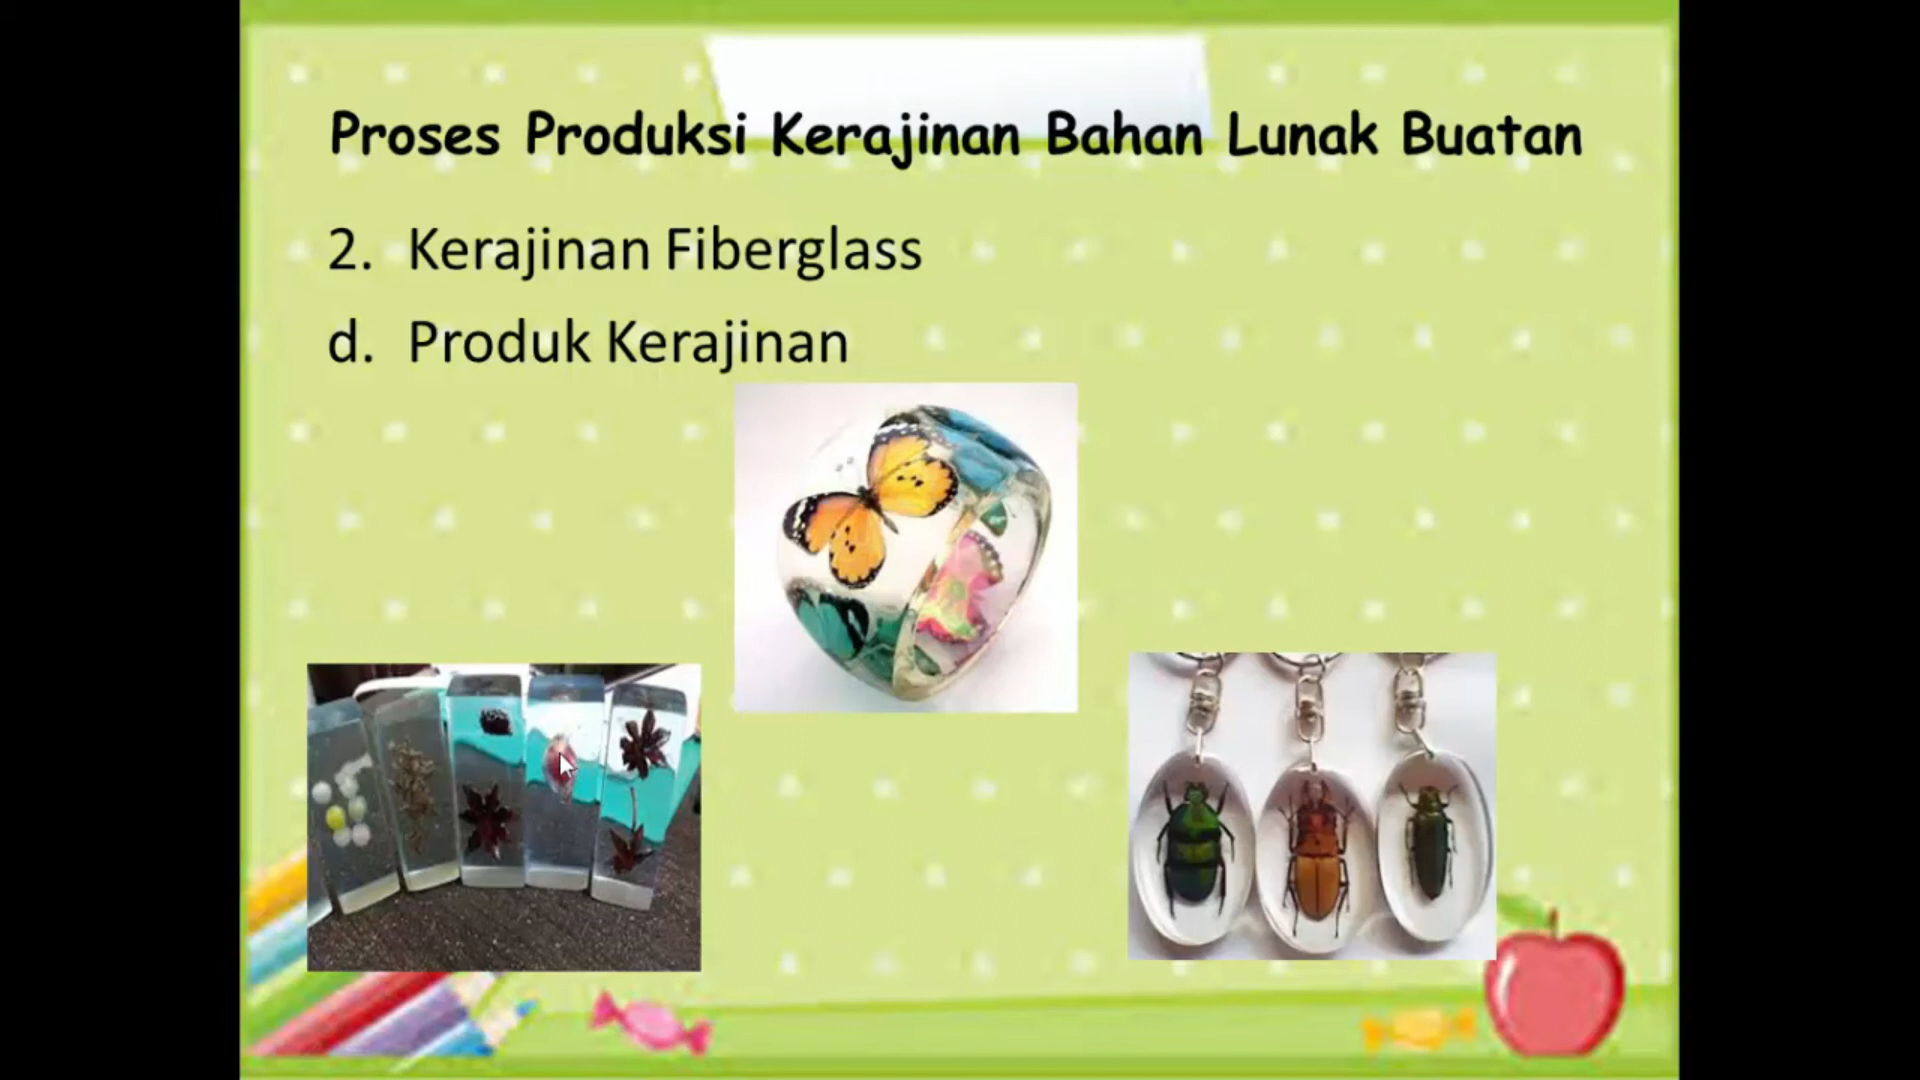 Proses Produksi Kerajinan Bahan Lunak Buatan
2. Kerajinan Fiberglass
d. Produk Kerajinan